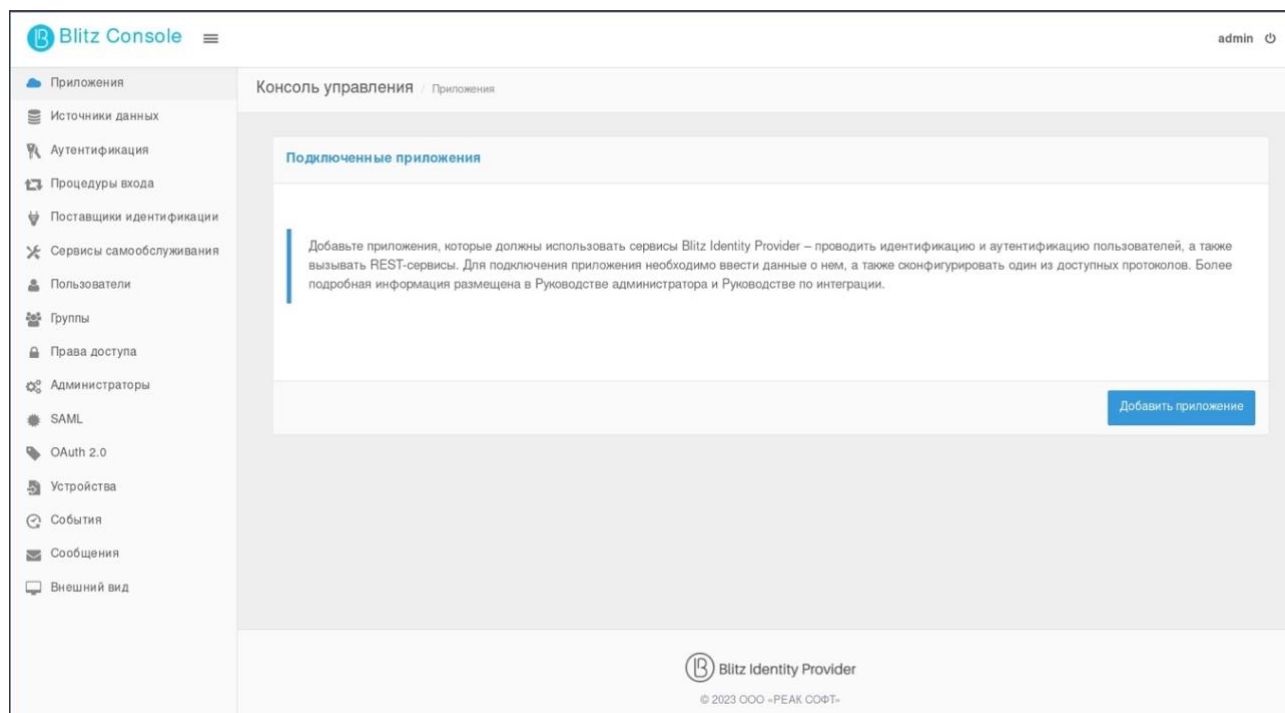 Blitz Console
admin
Приложения
Источники данных
Аутентификация
Процедуры входа
Поставщики идентификации
Сервисы самообслуживания
Пользователи
Группы
Права доступа
Администраторы
SAML
OAuth 2.0
Устройства
События
Сообщения
Внешний вид
Консоль управления / Приложения
Подключенные приложения
Добавьте приложения, которые должны использовать сервисы Blitz Identity Provider – проводить идентификацию и аутентификацию пользователей, а также
вызывать REST-сервисы. Для подключения приложения необходимо ввести данные о нем, а также сконфигурировать один из доступных протоколов. Более
подробная информация размещена в Руководстве администратора и Руководстве по интеграции.
Добавить приложение
Blitz Identity Provider
© 2023 ООО «РЕАК СОФТ»